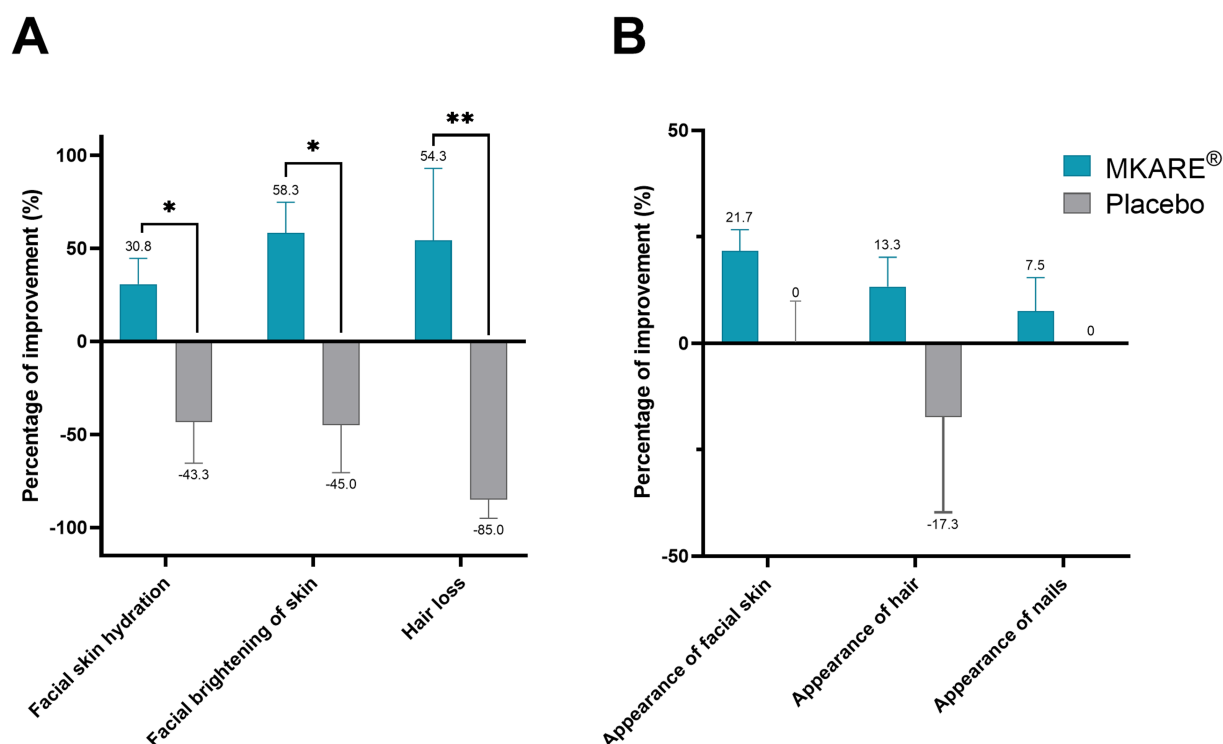 A
B
Percentage of improvement (%)
100
50
0
-50
-100
30.8
-43.3
*
58.3
-45.0
*
54.3
-85.0
**
Facial skin hydration
Facial brightening of skin
Hair loss
Percentage of improvement (%)
50
0
-50
21.7
0
13.3
-17.3
7.5
0
Appearance of facial skin
Appearance of hair
Appearance of nails
MKARE®
Placebo